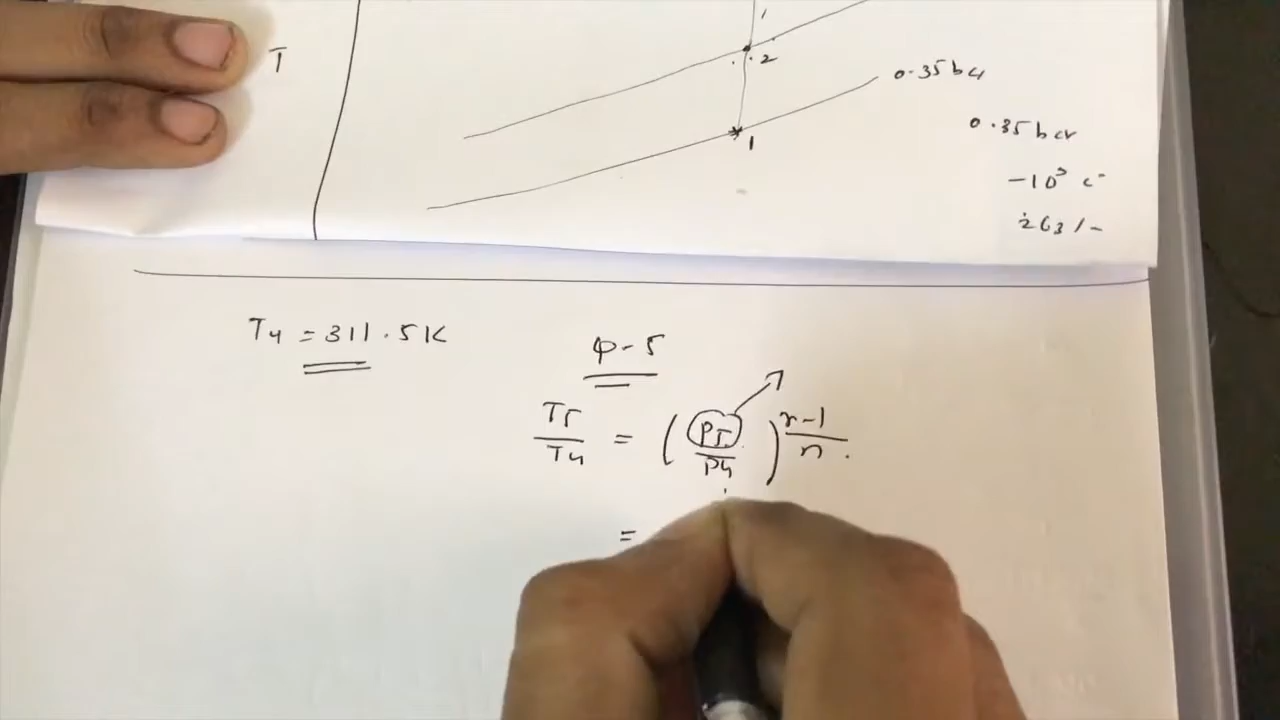 T
2
1
0.35 bar
0.35 bar
-10° c
263 k
T4 = 311.5K
4-5
T5/T4 = (P5/P4)^(r-1)/n.
=